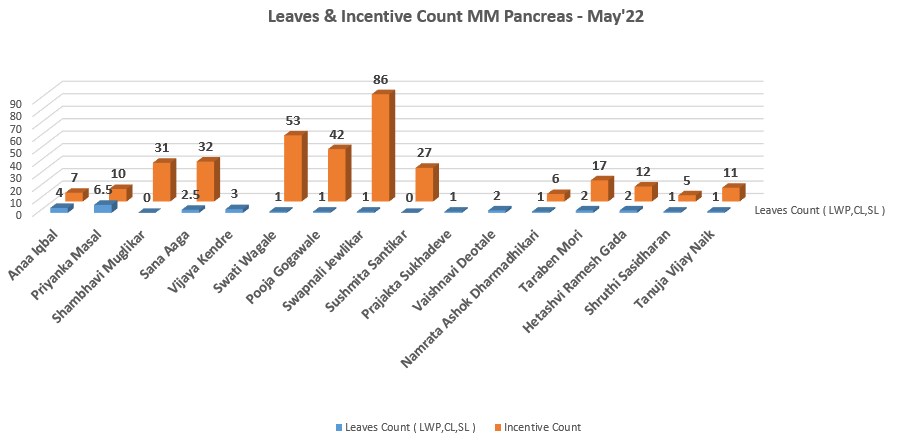 Leaves & Incentive Count MM Pancreas - May'22
90
80
70
60
50
40
30
20
10
0
4
7
6.5
10
0
31
2.5
32
3
1
53
1
42
1
86
0
27
1
2
1
6
2
17
2
12
1
5
1
11
Leaves Count ( LWP,CL,SL )
Anaa Iqbal
Priyanka Masal
Shambhavi Muglikar
Sana Aaga
Vijaya Kendre
Swati Wagale
Pooja Gogawale
Swapnali Jewlikar
Sushmita Santikar
Prajakta Sukhadeve
Vaishnavi Deotale
Namrata Ashok Dharmadhikari
Taraben Mori
Hetashvi Ramesh Gada
Shruthi Sasidharan
Tanuja Vijay Naik
Leaves Count ( LWP,CL,SL )
Incentive Count